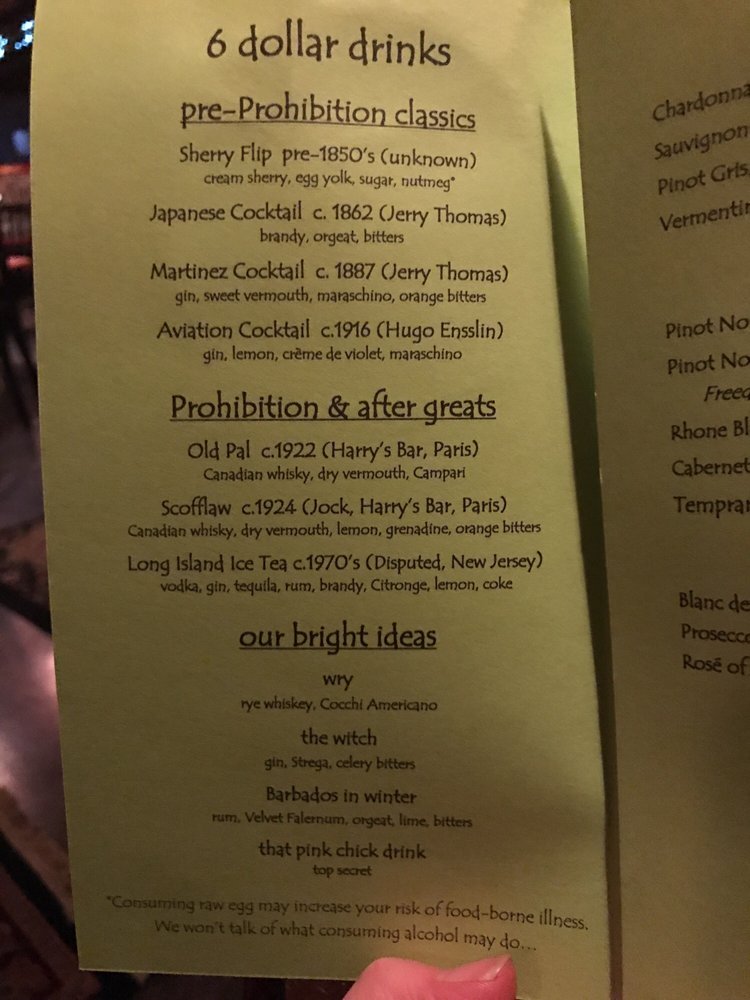 6 dollar drinks
pre-Prohibition classics
Sherry Flip pre-1850's (unknown)
cream sherry, egg yolk, sugar, nutmeg*
Japanese Cocktail c. 1862 (Jerry Thomas)
brandy, orgeat, bitters
Martinez Cocktail c. 1887 (Jerry Thomas)
gin, sweet vermouth, maraschino, orange bitters
Aviation Cocktail c.1916 (Hugo Ensslin)
gin, lemon, crème de violet, maraschino
Prohibition & after greats
Old Pal c.1922 (Harry's Bar, Paris)
Canadian whisky, dry vermouth, Campari
Scofflaw c.1924 (Jock, Harry's Bar, Paris)
Canadian whisky, dry vermouth, lemon, grenadine, orange bitters
Long Island Ice Tea c.1970's (Disputed, New Jersey)
vodka, gin, tequila, rum, brandy, Citronge, lemon, coke
our bright ideas
wry
rye whiskey, Cocchi Americano
the witch
gin, Strega, celery bitters
Barbados in winter
rum, Velvet Falernum, orgeat, lime, bitters
that pink chick drink
top secret
*Consuming raw egg may increase your risk of food-borne illness.
We won't talk of what consuming alcohol may do...
Chardonna
Sauvignon
Pinot Gris,
Vermentin
Pinot No
Pinot No
Freed
Rhone Bl
Cabernet
Tempran
Blanc de
Prosecco
Rosé of